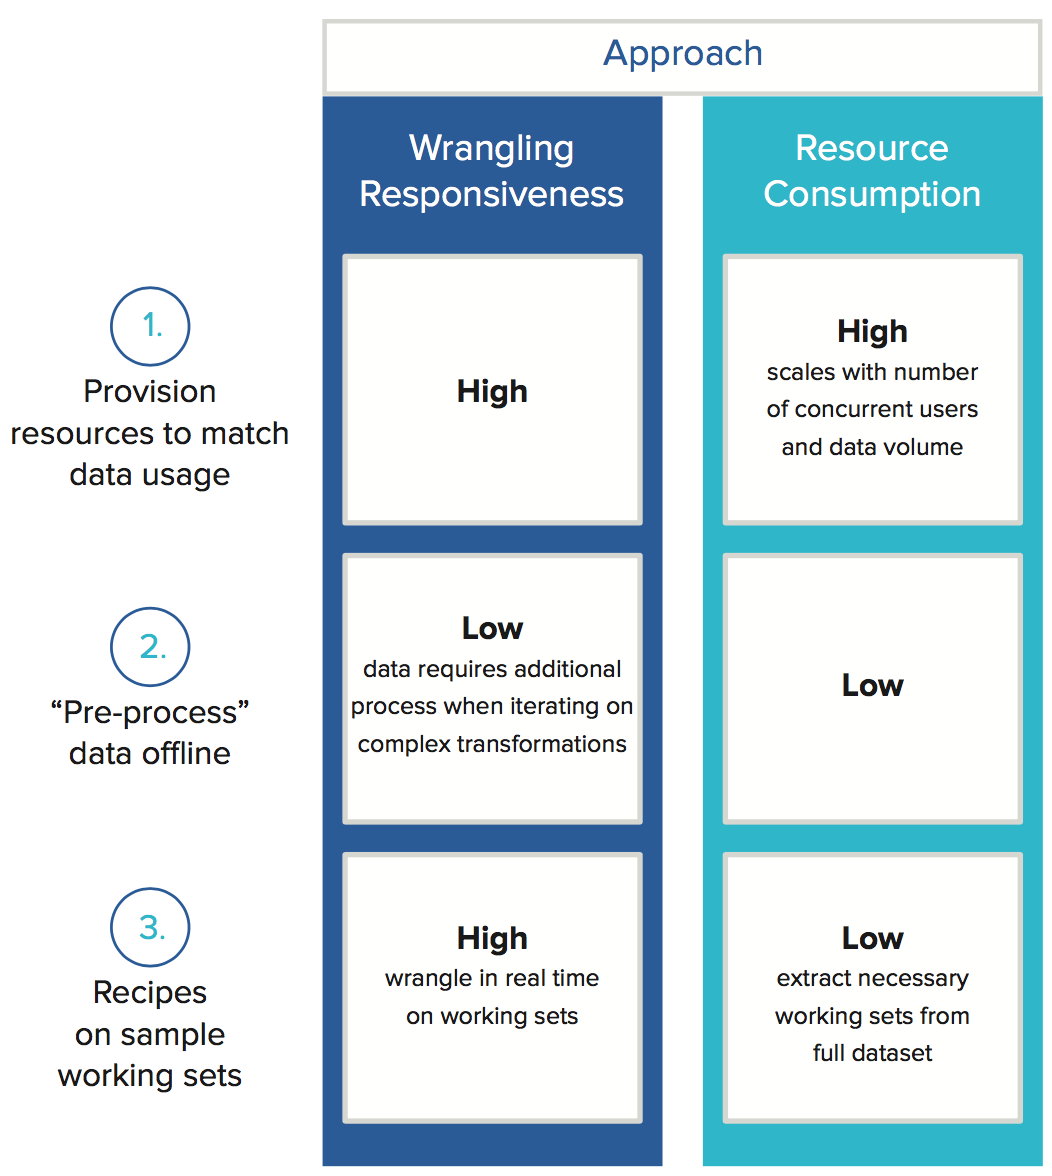 Approach
Wrangling
Responsiveness
Resource
Consumption
1.
Provision
resources to match
data usage
High
High
scales with number
of concurrent users
and data volume
2.
“Pre-process”
data offline
Low
data requires additional
process when iterating on
complex transformations
Low
3.
Recipes
on sample
working sets
High
wrangle in real time
on working sets
Low
extract necessary
working sets from
full dataset